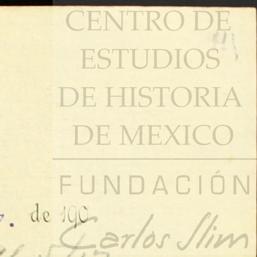 CENTRO DE
ESTUDIOS
DE HISTORIA
DE MEXICO
FUNDACIÓN
de 190
Carlos Slim